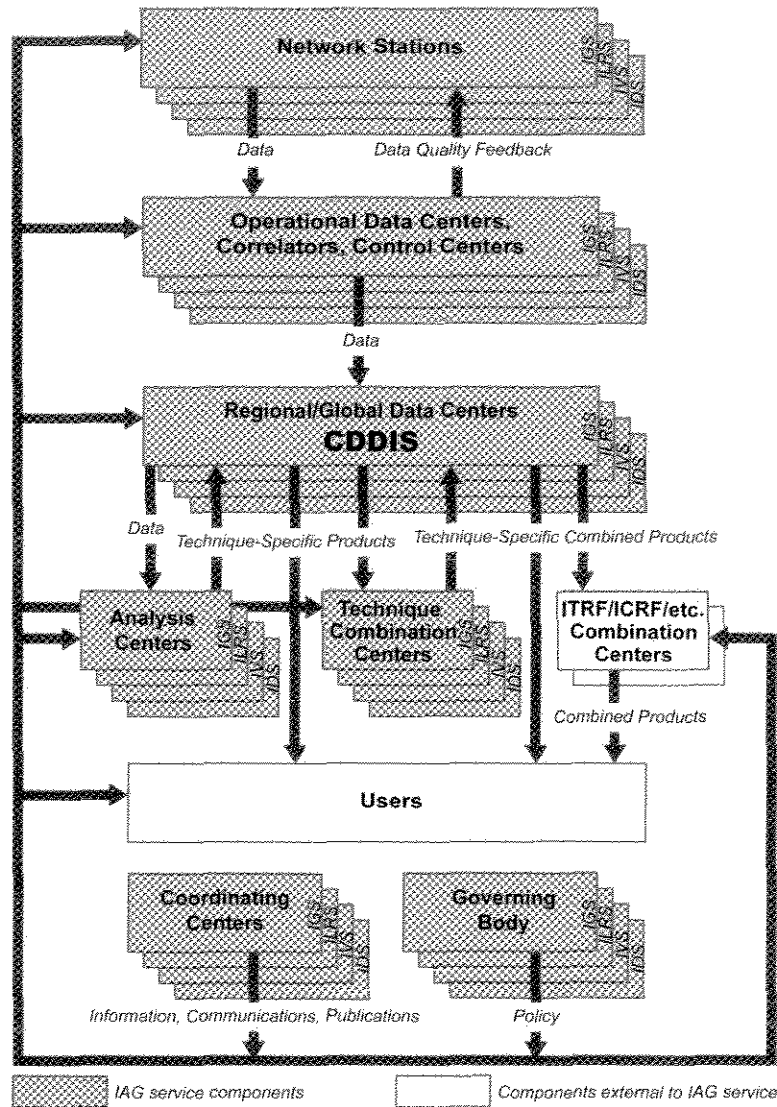 Network Stations
IGS
ILRS
IVS
IDS
Data
Data Quality Feedback
Operational Data Centers,
Correlators, Control Centers
IGS
ILRS
IVS
IDS
Data
Regional/Global Data Centers
CDDIS
IGS
ILRS
IVS
IDS
Data
Technique-Specific Products
Technique-Specific Combined Products
Analysis
Centers
IGS
ILRS
IVS
IDS
Technique
Combination
Centers
IGS
ILRS
IVS
IDS
ITRF/ICRF/etc.
Combination
Centers
Combined Products
Users
Coordinating
Centers
IGS
ILRS
IVS
IDS
Governing
Body
IGS
ILRS
IVS
IDS
Information, Communications, Publications
Policy
IAG service components
Components external to IAG service